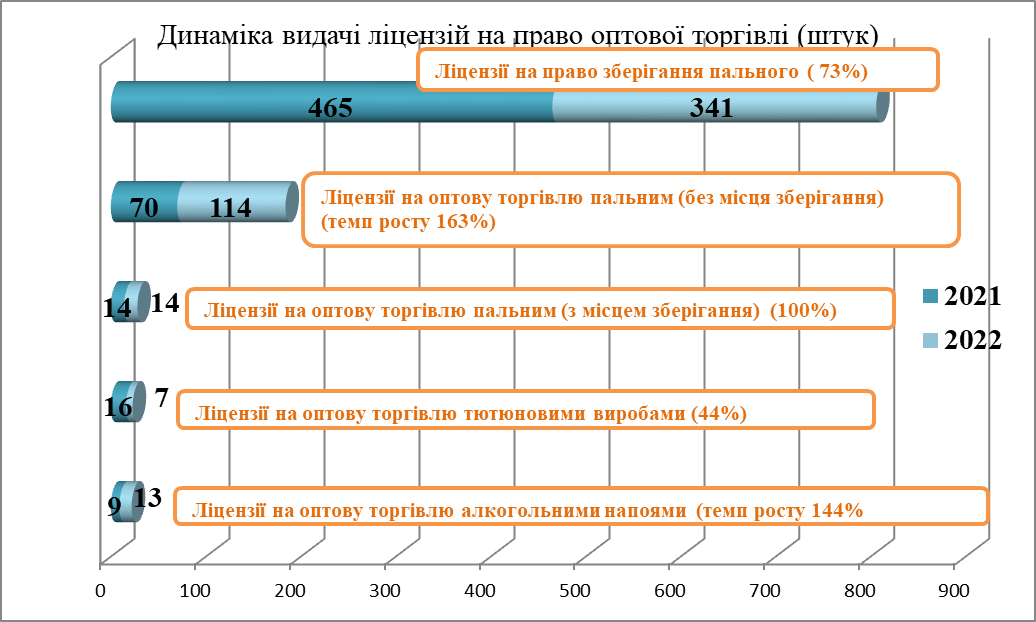 Динаміка видачі ліцензій на право оптової торгівлі (штук)
Ліцензії на право зберігання пального ( 73%)
465 341
Ліцензії на оптову торгівлю пальним (без місця зберігання)
(темп росту 163%)
70 114
14 14
Ліцензії на оптову торгівлю пальним (з місцем зберігання) (100%)
2021
2022
16 7
Ліцензії на оптову торгівлю тютюновими виробами (44%)
9 13
Ліцензії на оптову торгівлю алкогольними напоями (темп росту 144%
0 100 200 300 400 500 600 700 800 900